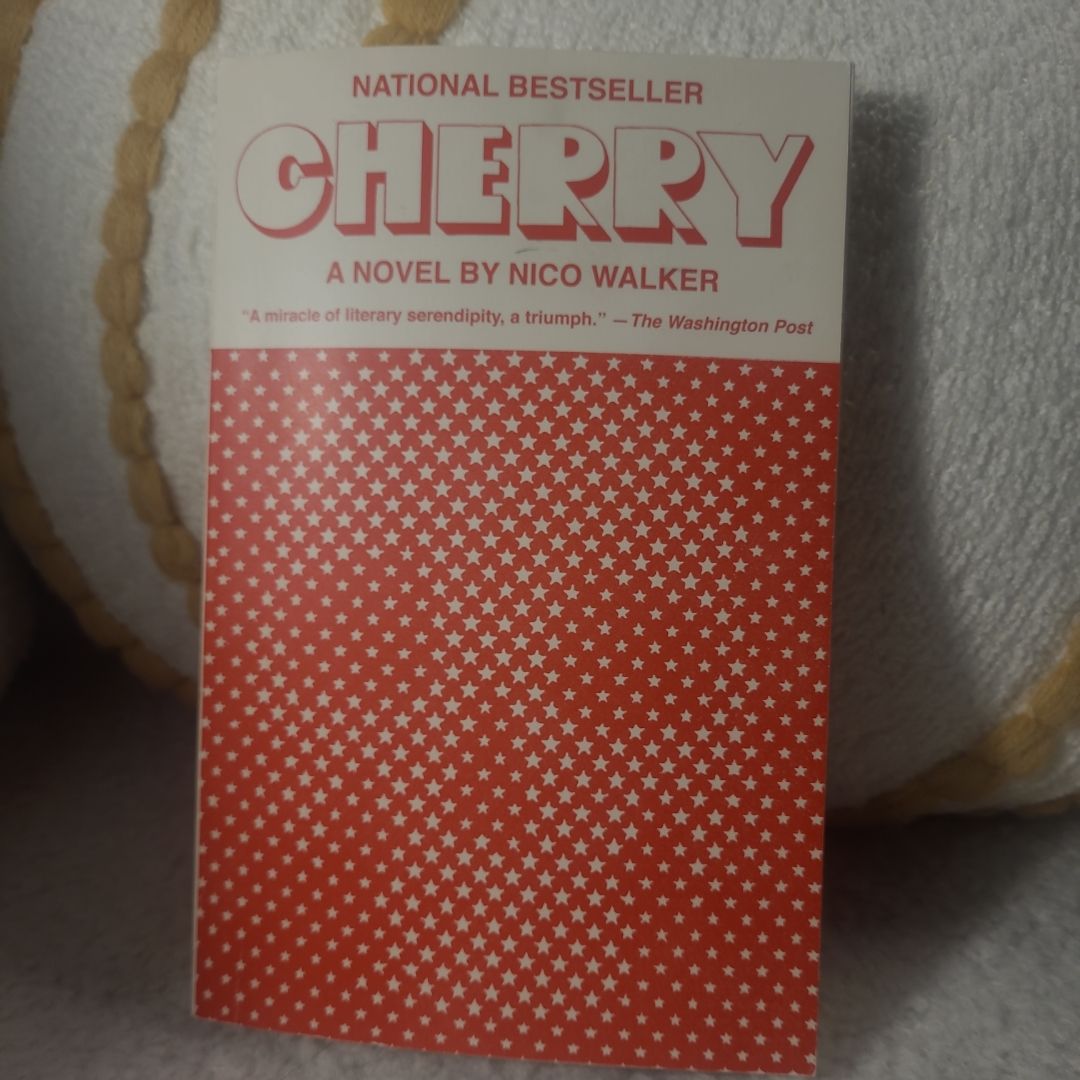 NATIONAL BESTSELLER
CHERRY
A NOVEL BY NICO WALKER
“A miracle of literary serendipity, a triumph.” —The Washington Post